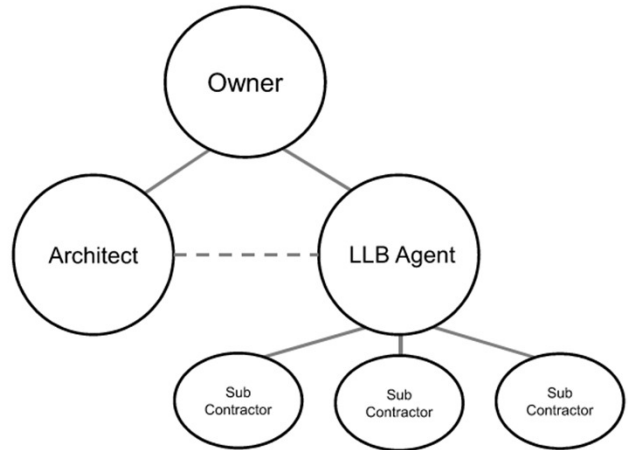 Owner
Architect
LLB Agent
Sub
Contractor
Sub
Contractor
Sub
Contractor